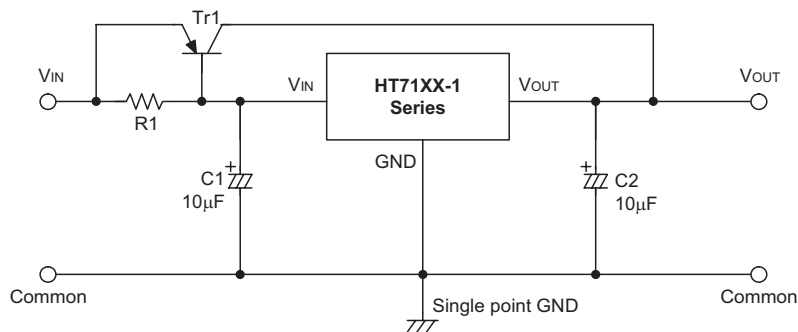 Tr1
VIN
R1
VIN
HT71XX-1
Series
VOUT
VOUT
GND
C1
10μF
C2
10μF
Common
Single point GND
Common